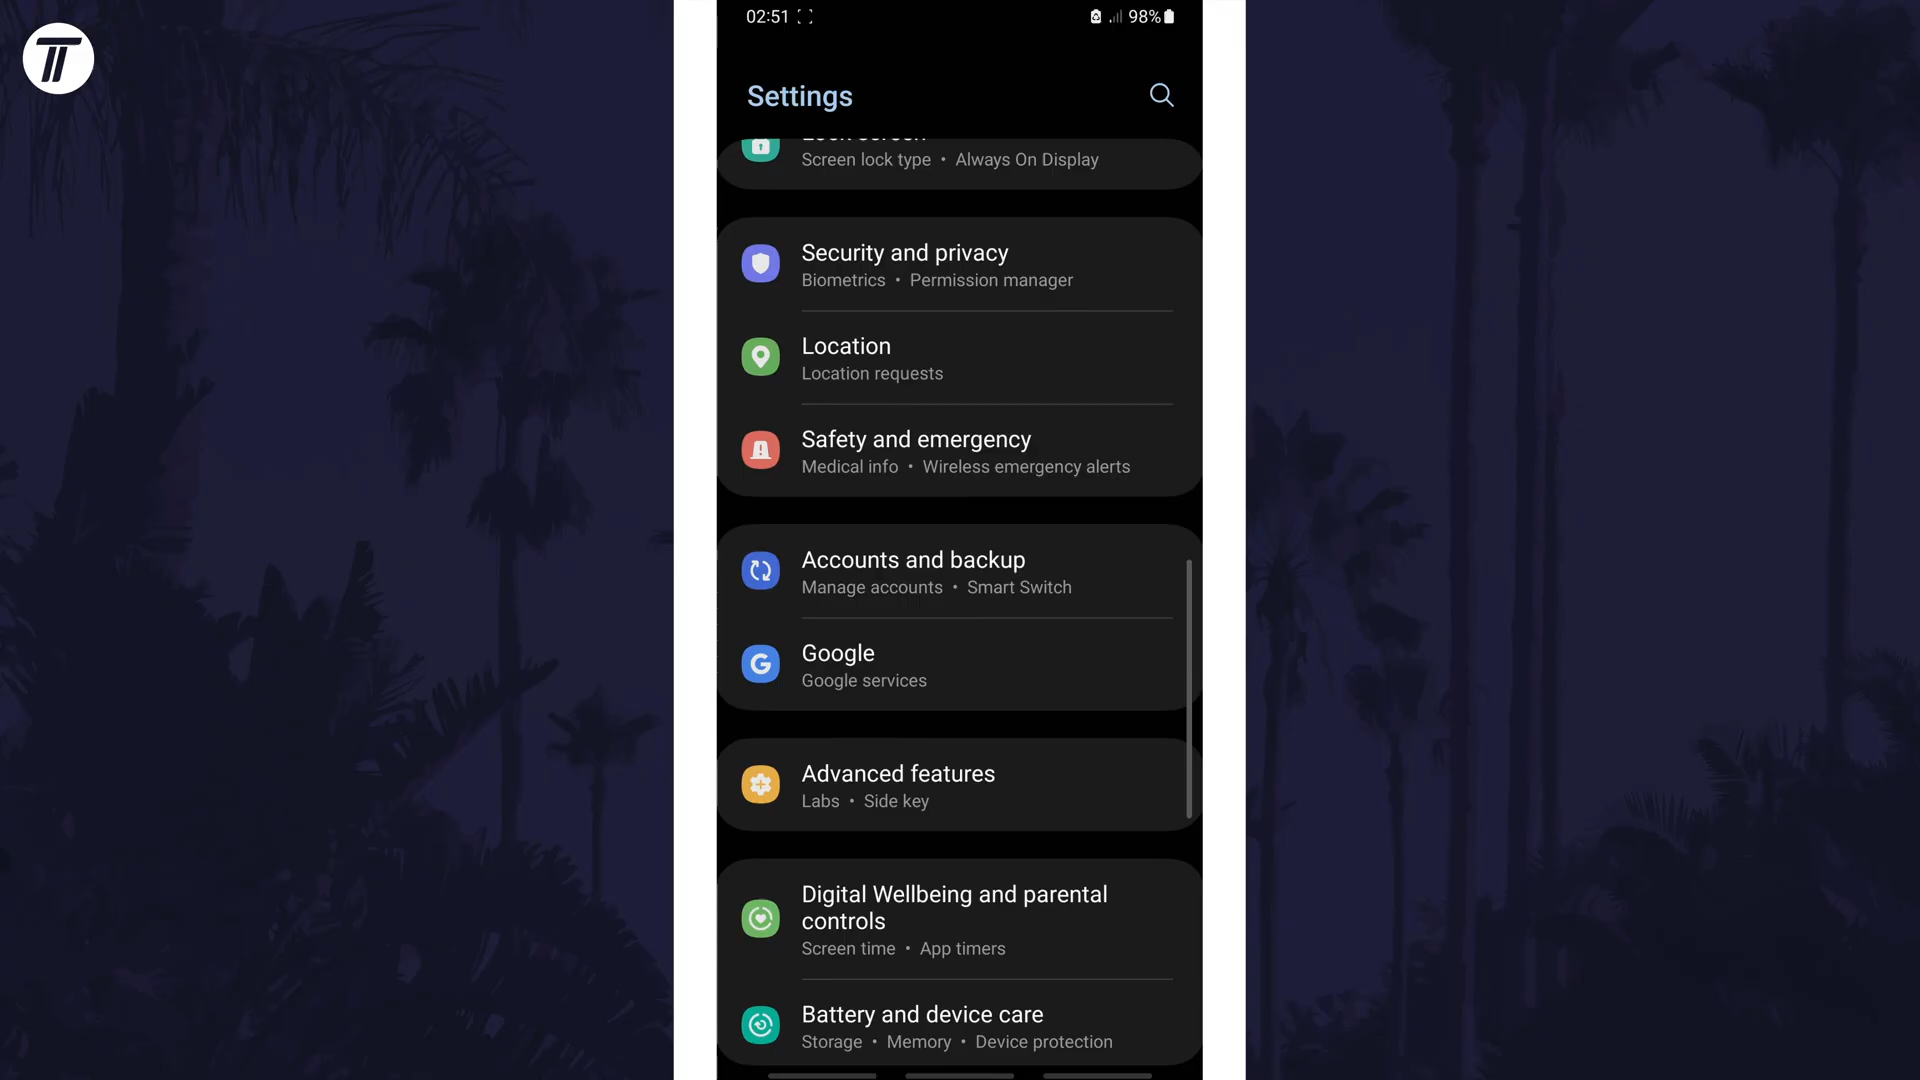 02:51
98%
Settings
Lock screen
Screen lock type • Always On Display
Security and privacy
Biometrics • Permission manager
Location
Location requests
Safety and emergency
Medical info • Wireless emergency alerts
Accounts and backup
Manage accounts • Smart Switch
Google
Google services
Advanced features
Labs • Side key
Digital Wellbeing and parental
controls
Screen time • App timers
Battery and device care
Storage • Memory • Device protection